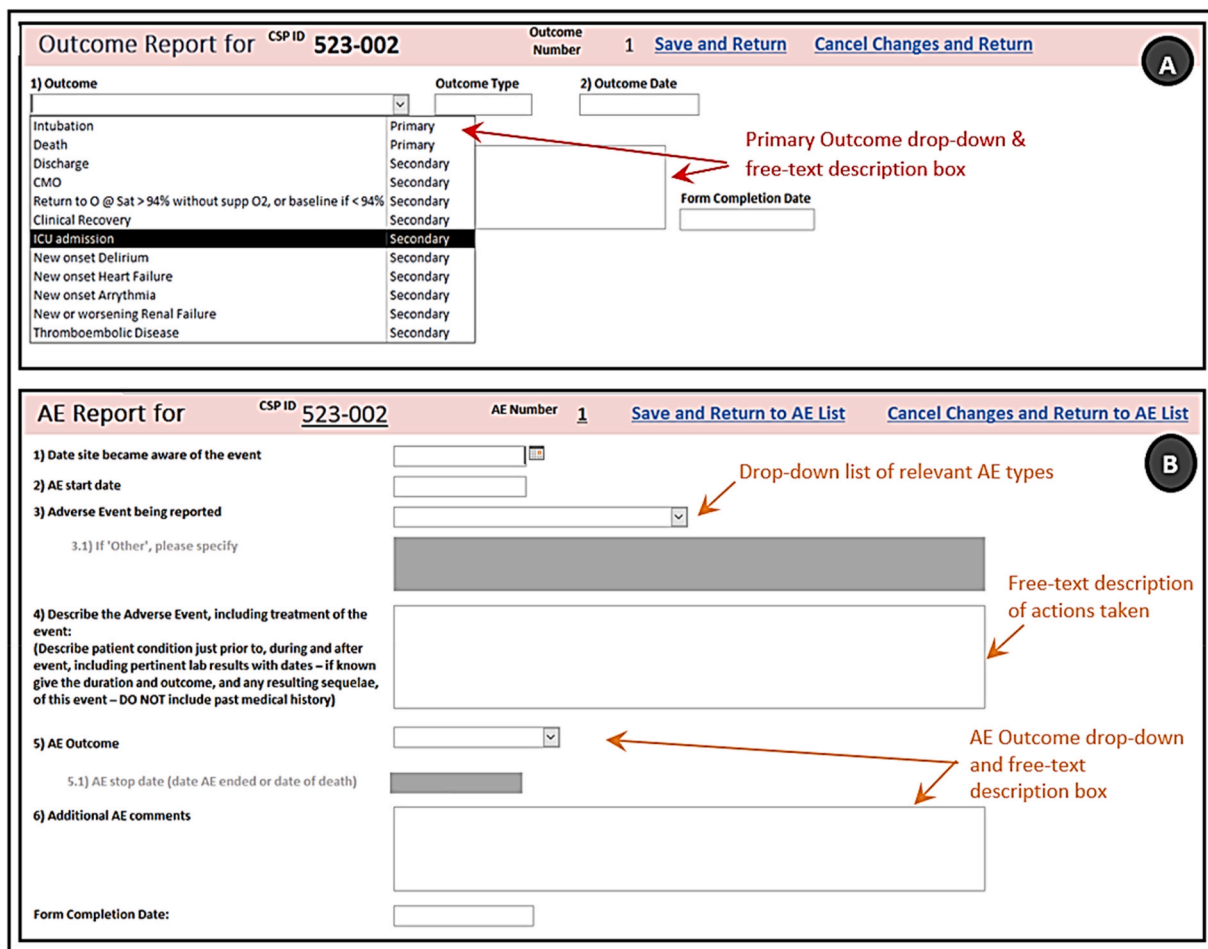 Outcome Report for CSP ID 523-002 Outcome Number 1 Save and Return Cancel Changes and Return
A
1) Outcome Outcome Type 2) Outcome Date
Intubation Primary
Death Primary
Discharge Secondary
CMO Secondary
Return to O @ Sat > 94% without supp O2, or baseline if < 94% Secondary
Clinical Recovery Secondary
ICU admission Secondary
New onset Delirium Secondary
New onset Heart Failure Secondary
New onset Arrythmia Secondary
New or worsening Renal Failure Secondary
Thromboembolic Disease Secondary
Primary Outcome drop-down &
free-text description box
Form Completion Date
AE Report for CSP ID 523-002 AE Number 1 Save and Return to AE List Cancel Changes and Return to AE List
B
1) Date site became aware of the event
2) AE start date
Drop-down list of relevant AE types
3) Adverse Event being reported
3.1) If 'Other', please specify
Free-text description
of actions taken
4) Describe the Adverse Event, including treatment of the
event:
(Describe patient condition just prior to, during and after
event, including pertinent lab results with dates – if known
give the duration and outcome, and any resulting sequelae,
of this event – DO NOT include past medical history)
5) AE Outcome
AE Outcome drop-down
and free-text
description box
5.1) AE stop date (date AE ended or date of death)
6) Additional AE comments
Form Completion Date: